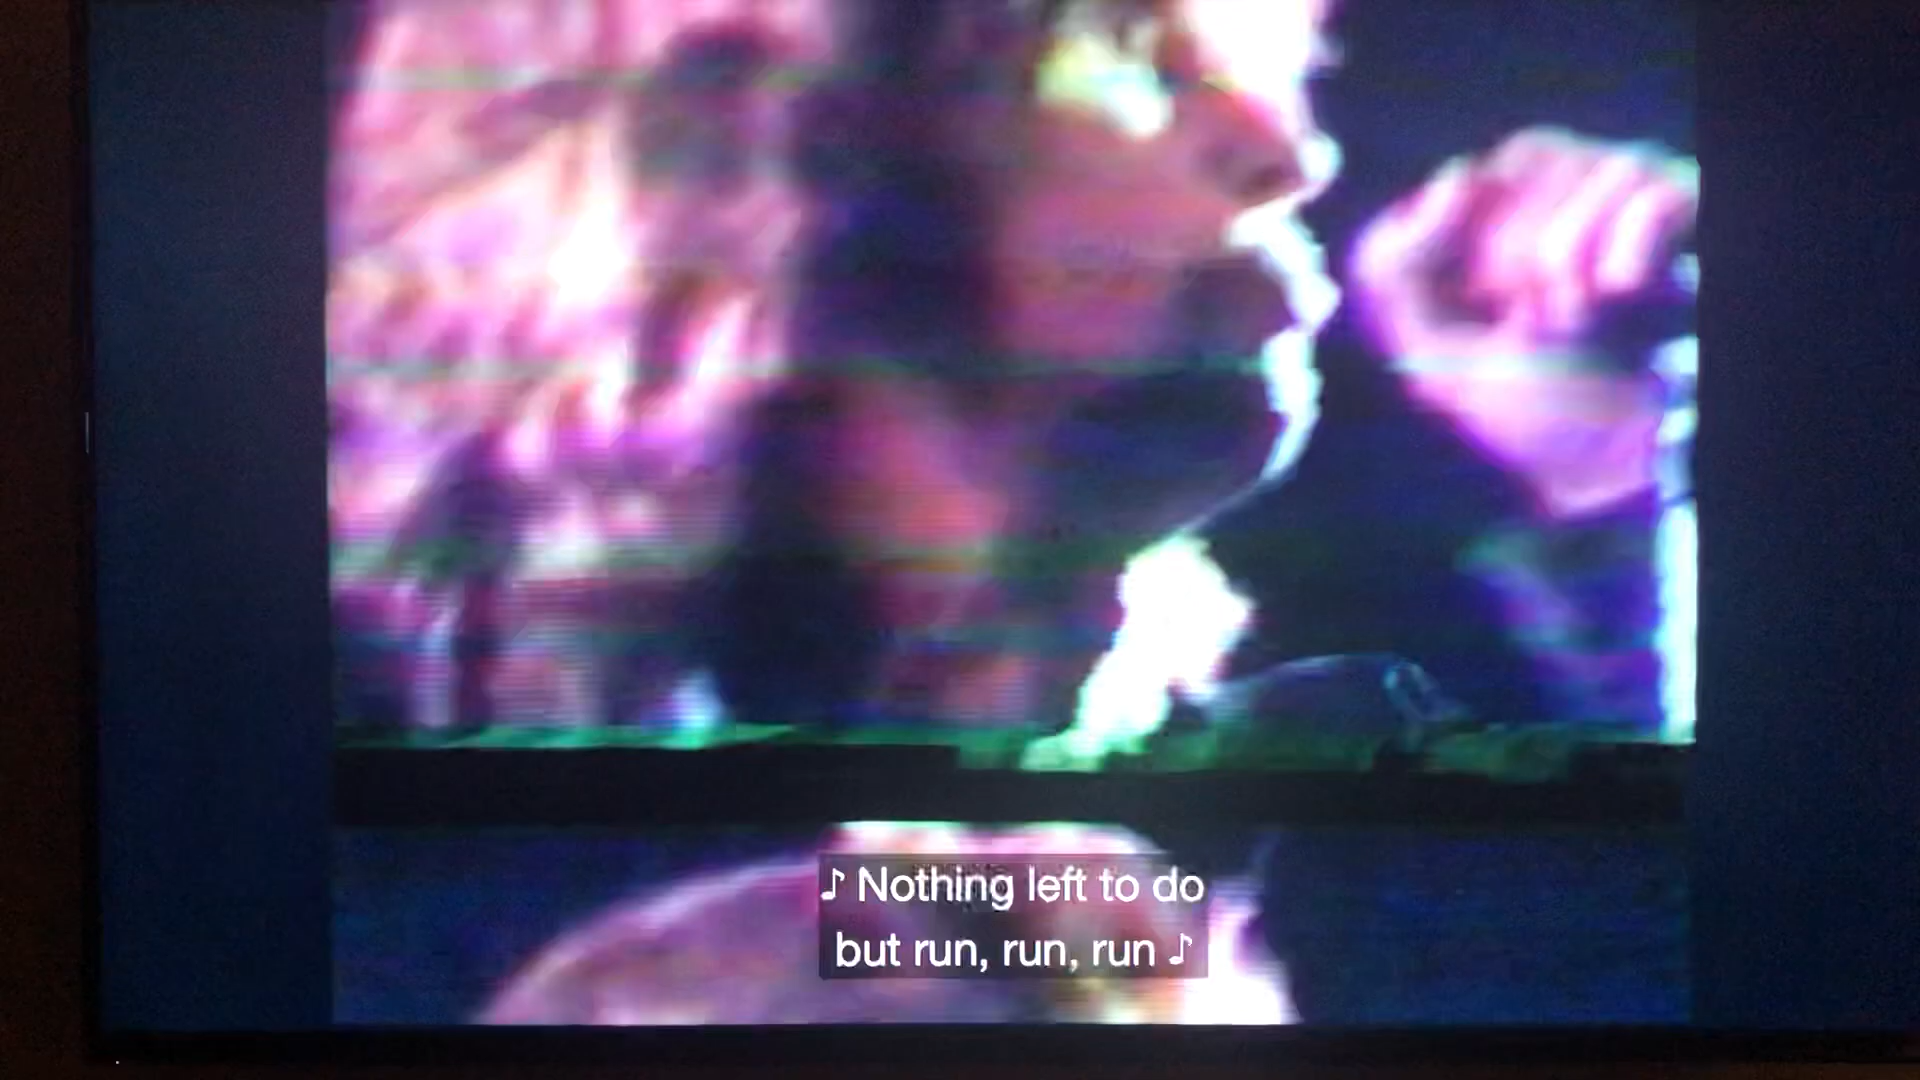 ♪ Nothing left to do
but run, run, run ♪